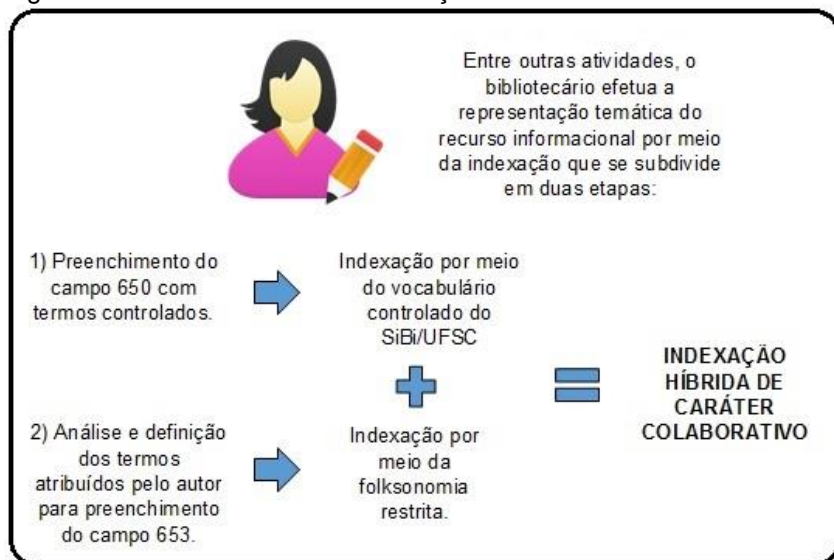 Entre outras atividades, o
bibliotecário efetua a
representação temática do
recurso informacional por meio
da indexação que se subdivide
em duas etapas:
1) Preenchimento do
campo 650 com
termos controlados.
Indexação por meio
do vocabulário
controlado do
SiBi/UFSC
2) Análise e definição
dos termos
atribuídos pelo autor
para preenchimento
do campo 653.
Indexação por
meio da
folksonomia
restrita.
INDEXAÇÃO
HÍBRIDA DE
CARÁTER
COLABORATIVO